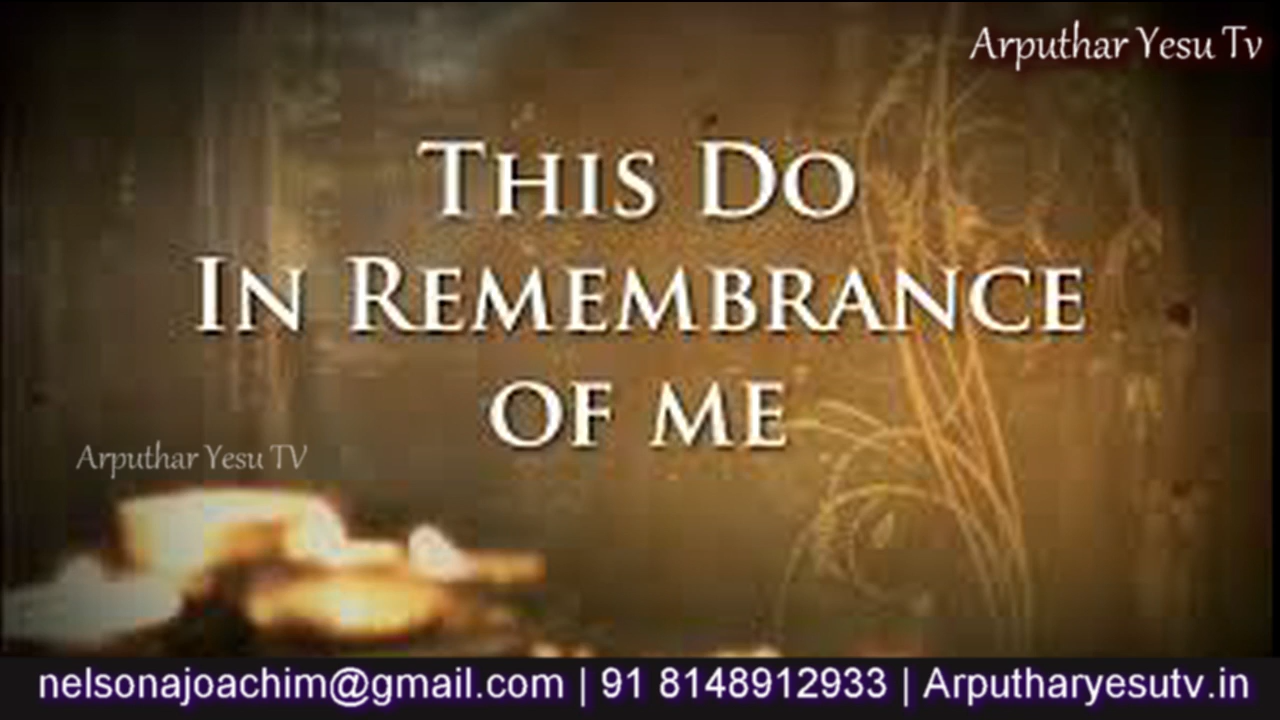 Arputhar Yesu Tv
THIS DO
IN REMEMBRANCE
OF ME
Arputhar Yesu TV
nelsonajoachim@gmail.com | 91 8148912933 | Arputharyesutv.in